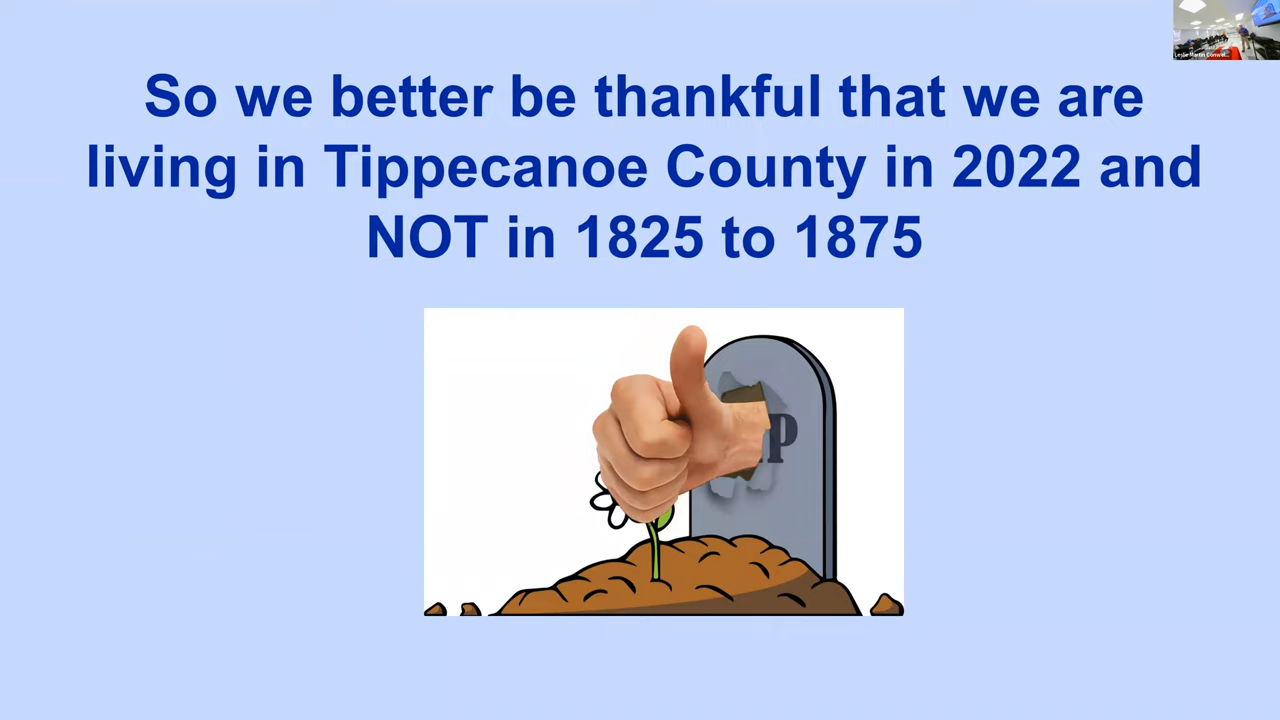 So we better be thankful that we are
living in Tippecanoe County in 2022 and
NOT in 1825 to 1875
P